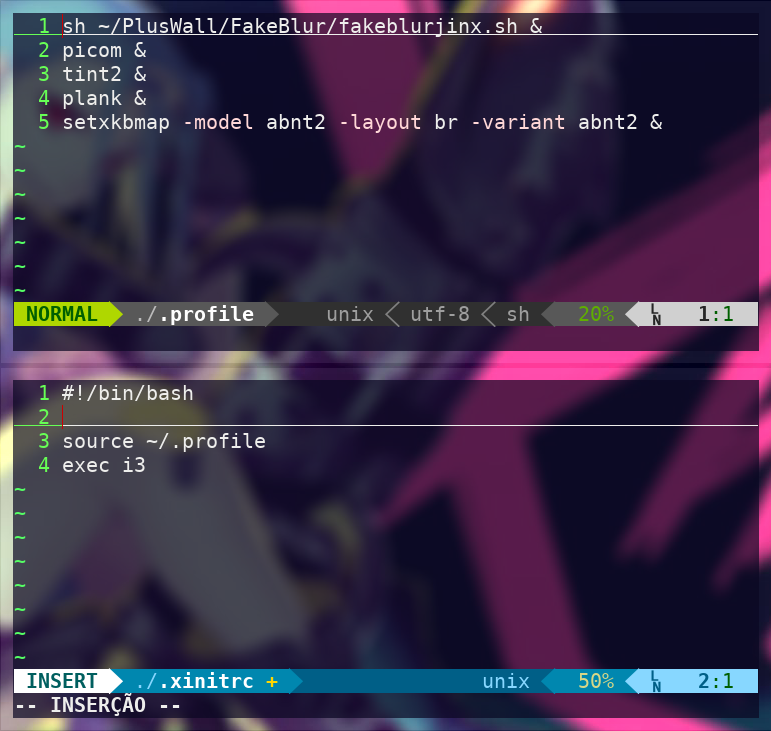 1 sh ~/PlusWall/FakeBlur/fakeblurjinx.sh &
2 picom &
3 tint2 &
4 plank &
5 setxkbmap -model abnt2 -layout br -variant abnt2 &
~
~
~
~
~
~
~
NORMAL ./.profile unix utf-8 sh 20% LN 1:1
1 #!/bin/bash
2
3 source ~/.profile
4 exec i3
~
~
~
~
~
~
~
~
INSERT ./.xinitrc + unix 50% LN 2:1
-- INSERÇÃO --